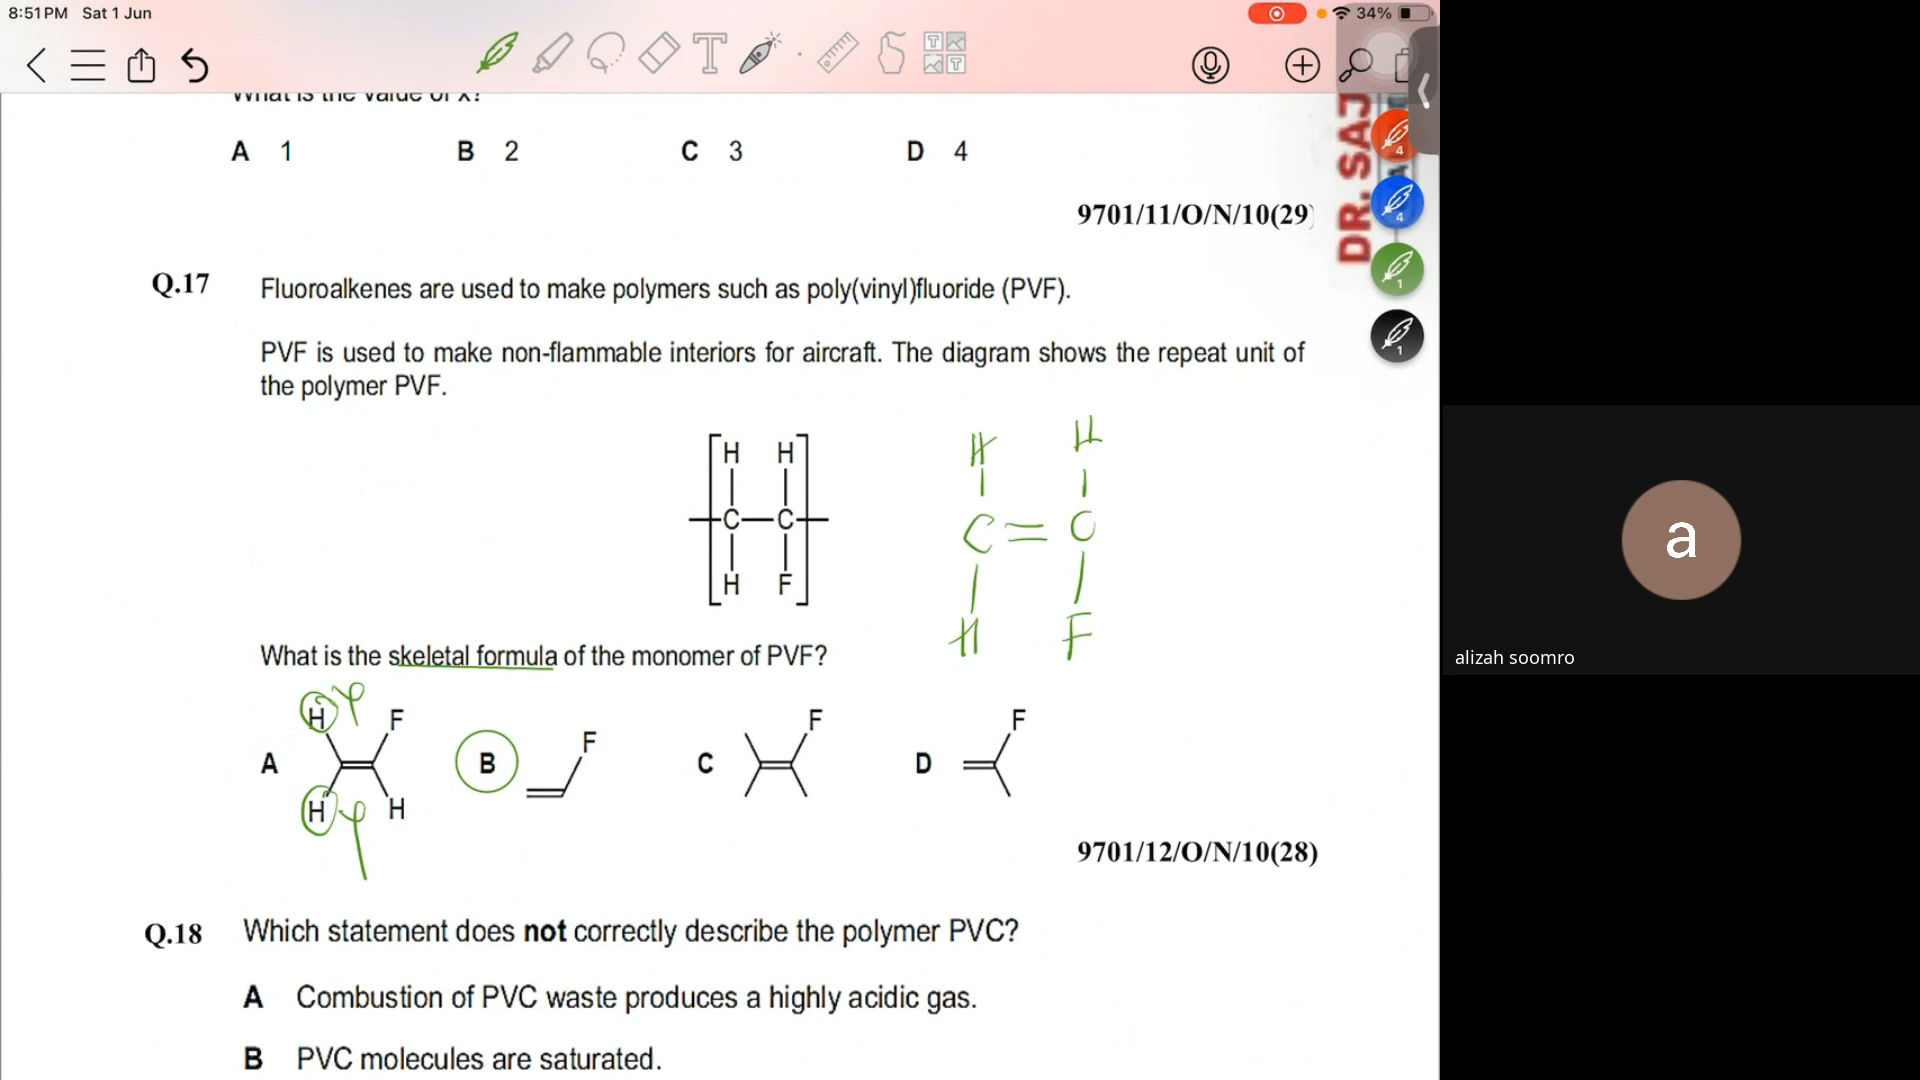 8:51 PM Sat 1 Jun
34%
What is the value of x?
A 1 B 2 C 3 D 4
9701/11/O/N/10(29)
DR. SAJ
4
4
1
1
Q.17 Fluoroalkenes are used to make polymers such as poly(vinyl)fluoride (PVF).
PVF is used to make non-flammable interiors for aircraft. The diagram shows the repeat unit of
the polymer PVF.
H H
C C
H F
H H
C = C
H F
What is the skeletal formula of the monomer of PVF?
A H F H H
B F
C F
D F
9701/12/O/N/10(28)
Q.18 Which statement does not correctly describe the polymer PVC?
A Combustion of PVC waste produces a highly acidic gas.
B PVC molecules are saturated.
a
alizah soomro